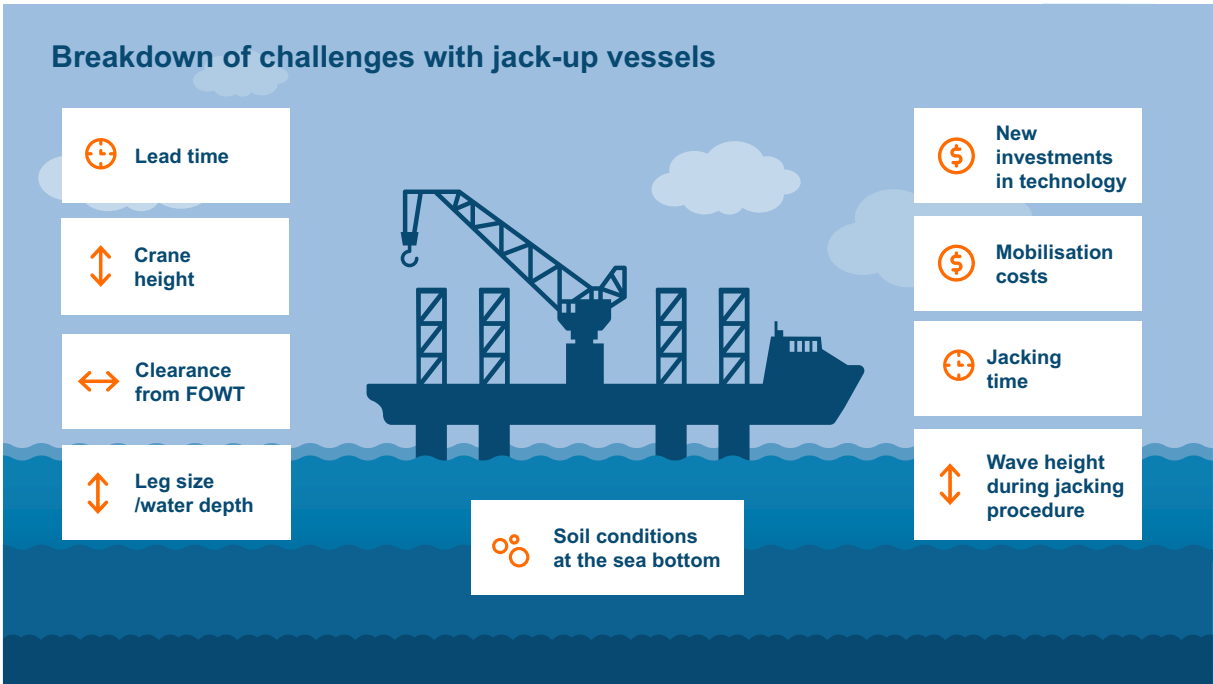 Breakdown of challenges with jack-up vessels
Lead time
Crane
height
Clearance
from FOWT
Leg size
/water depth
Soil conditions
at the sea bottom
New
investments
in technology
Mobilisation
costs
Jacking
time
Wave height
during jacking
procedure